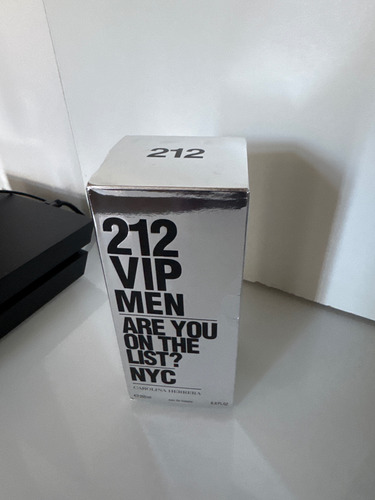 212
212
VIP
MEN
ARE YOU
ON THE
LIST?
NYC
CAROLINA HERRERA